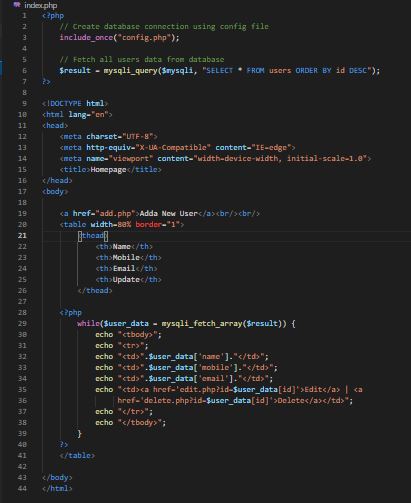 index.php
1 <?php
2 // Create database connection using config file
3 include_once("config.php");
4
5 // Fetch all users data from database
6 $result = mysqli_query($mysqli, "SELECT * FROM users ORDER BY id DESC");
7 ?>
8
9 <!DOCTYPE html>
10 <html lang="en">
11 <head>
12 <meta charset="UTF-8">
13 <meta http-equiv="X-UA-Compatible" content="IE=edge">
14 <meta name="viewport" content="width=device-width, initial-scale=1.0">
15 <title>Homepage</title>
16 </head>
17 <body>
18
19 <a href="add.php">Adda New User</a><br/><br/>
20 <table width=80% border="1">
21 <thead>
22 <th>Name</th>
23 <th>Mobile</th>
24 <th>Email</th>
25 <th>Update</th>
26 </thead>
27
28 <?php
29 while($user_data = mysqli_fetch_array($result)) {
30 echo "<tbody>";
31 echo "<tr>";
32 echo "<td>".$user_data['name']."</td>";
33 echo "<td>".$user_data['mobile']."</td>";
34 echo "<td>".$user_data['email']."</td>";
35 echo "<td><a href='edit.php?id=$user_data[id]'>Edit</a> | <a
36 href='delete.php?id=$user_data[id]'>Delete</a></td>";
37 echo "</tr>";
38 echo "</tbody>";
39 }
40 ?>
41 </table>
42
43 </body>
44 </html>